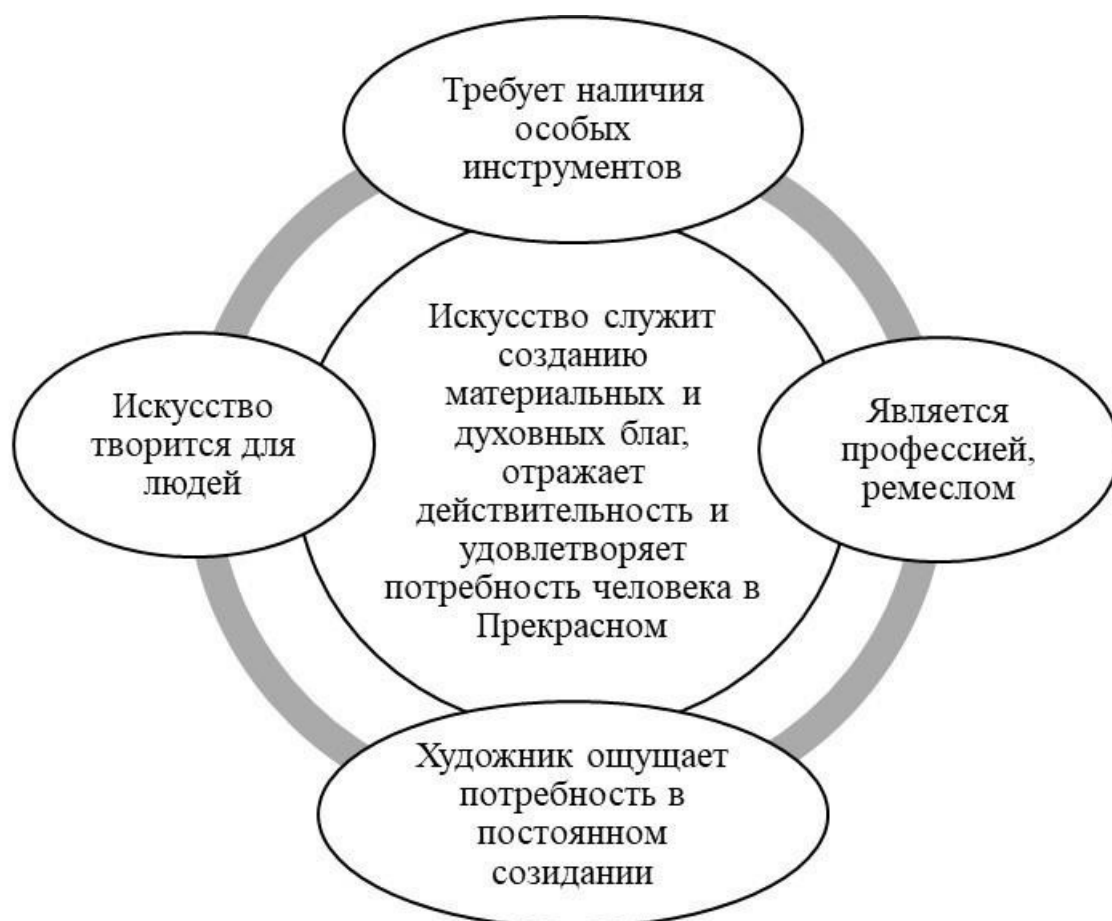 Требует наличия
особых
инструментов
Искусство служит
созданию
материальных и
духовных благ,
отражает
действительность и
удовлетворяет
потребность человека в
Прекрасном
Искусство
творится для
людей
Является
профессией,
ремеслом
Художник ощущает
потребность в
постоянном
созидании